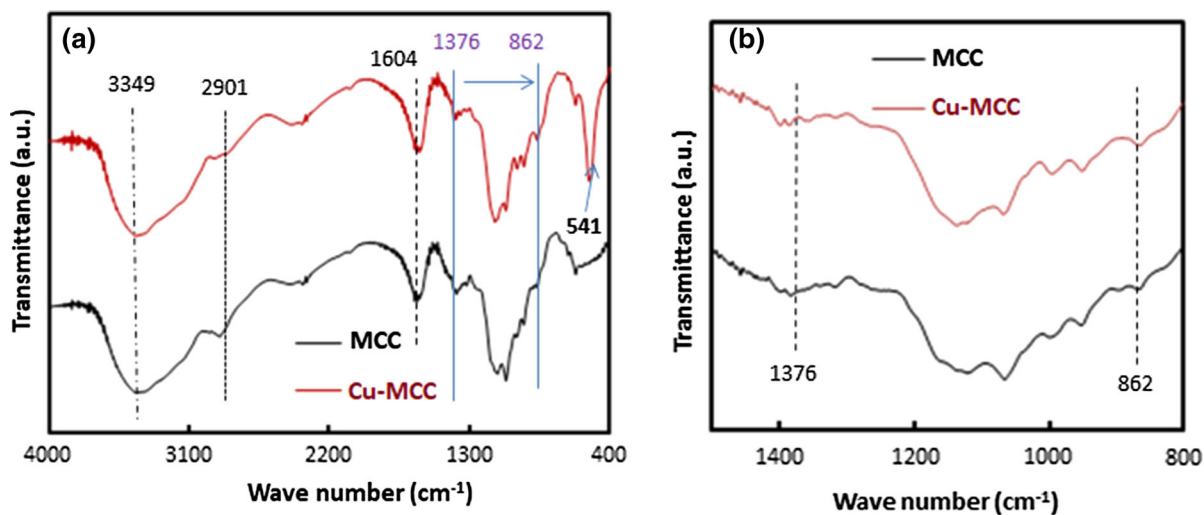 (a)
1376
862
3349
2901
1604
541
MCC
Cu-MCC
Transmittance (a.u.)
4000
3100
2200
1300
400
Wave number (cm⁻¹)
(b)
MCC
Cu-MCC
1376
862
Transmittance (a.u.)
1400
1200
1000
800
Wave number (cm⁻¹)